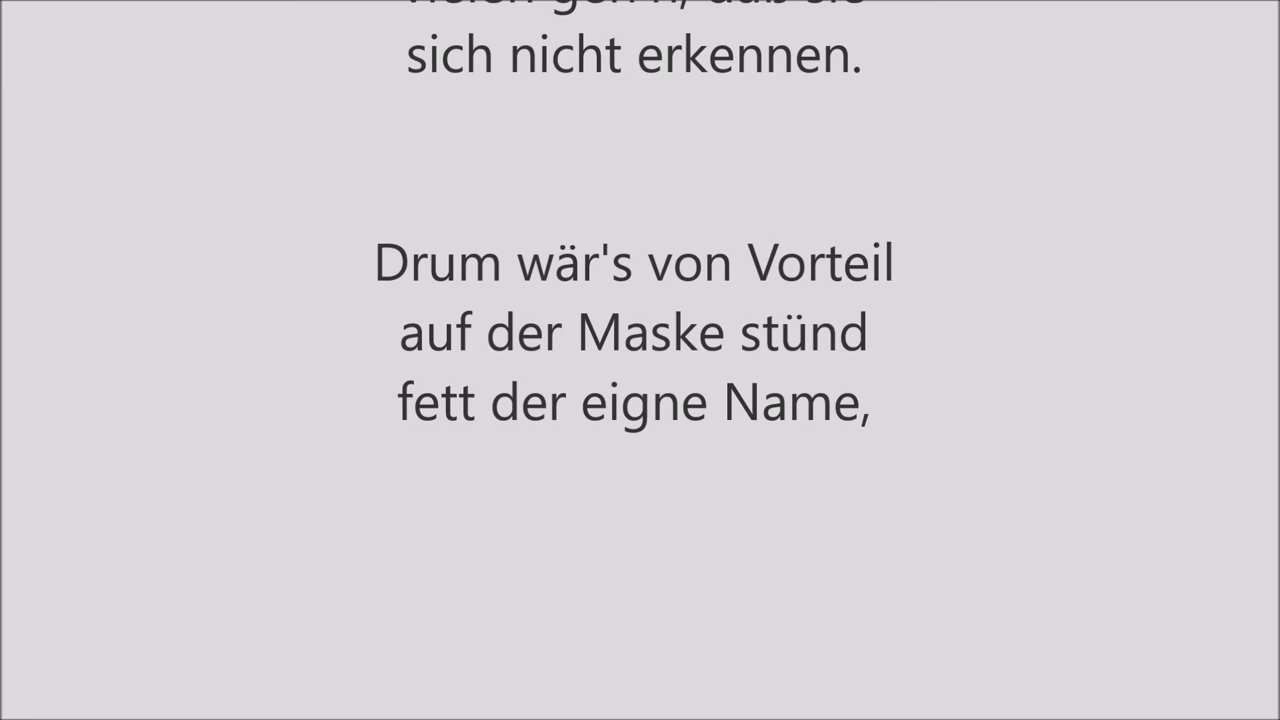 sich nicht erkennen.
Drum wär's von Vorteil
auf der Maske stünd
fett der eigne Name,